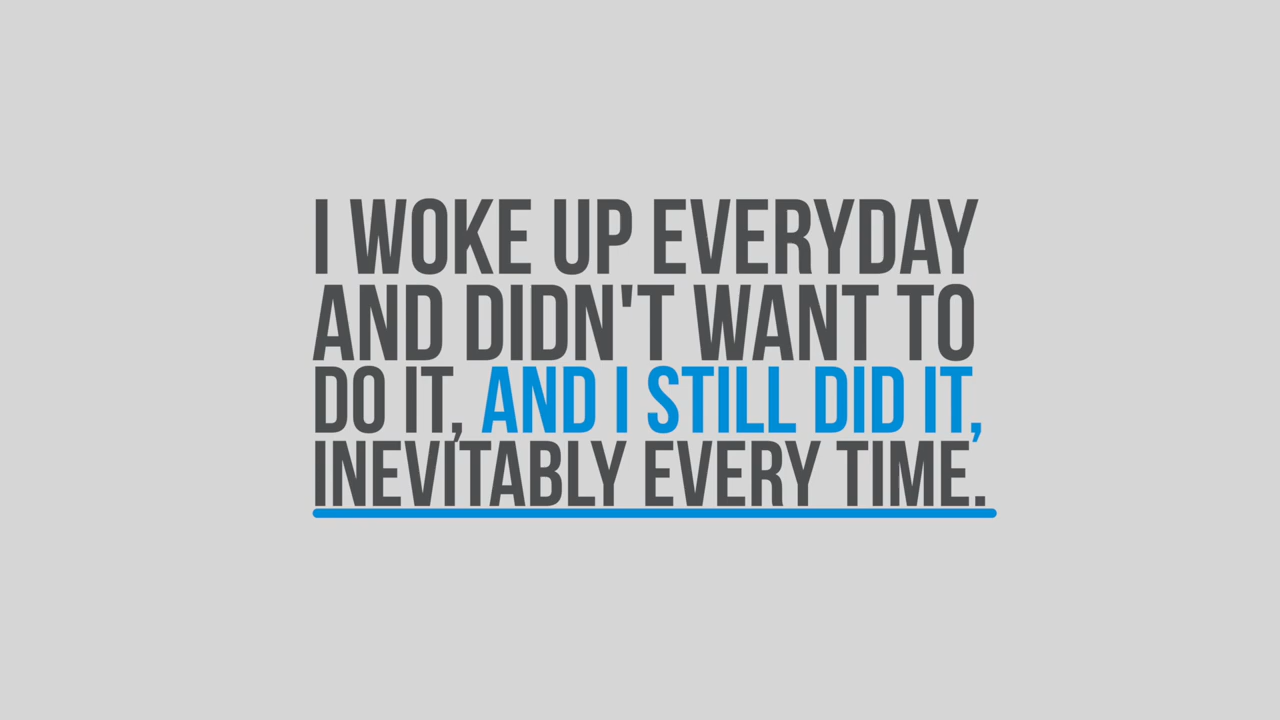 I WOKE UP EVERYDAY
AND DIDN'T WANT TO
DO IT, AND I STILL DID IT,
INEVITABLY EVERY TIME.